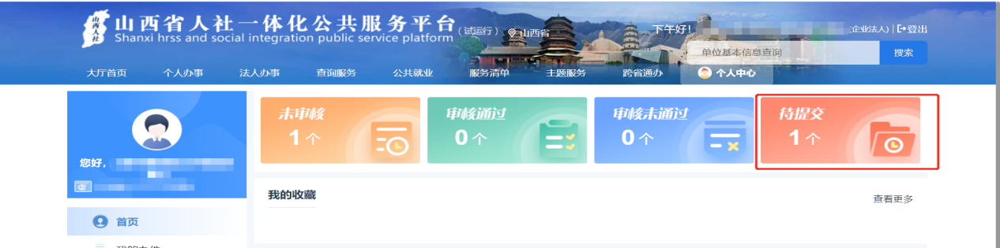 山西人社
山西省人社一体化公共服务平台
(试运行)
山西省
下午好!
企业法人)
登出
Shanxi hrss and social integration public service platform
单位基本信息查询
搜索
大厅首页
个人办事
法人办事
查询服务
公共就业
服务清单
主题服务
跨省通办
个人中心
未审核
1个
审核通过
0个
审核未通过
0个
待提交
1个
您好,
我的收藏
查看更多
首页